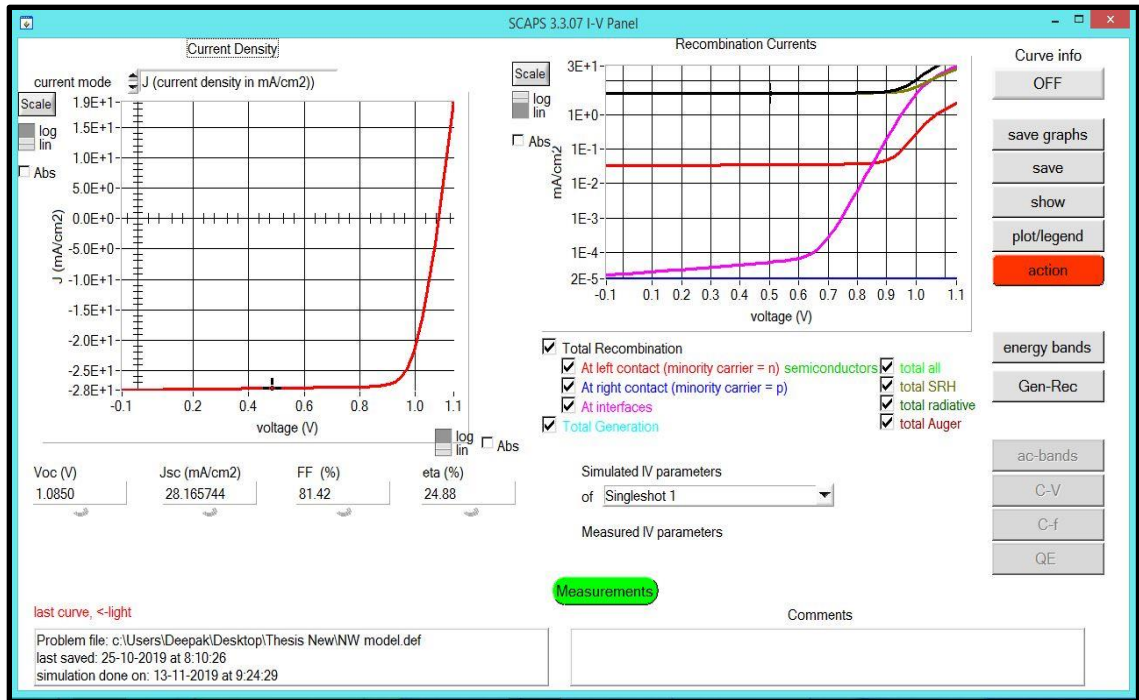 SCAPS 3.3.07 I-V Panel
Current Density
current mode
J (current density in mA/cm2))
Scale
log
lin
Abs
1.9E+1
1.5E+1
1.0E+1
5.0E+0
0.0E+0
-5.0E+0
-1.0E+1
-1.5E+1
-2.0E+1
-2.5E+1
-2.8E+1
J (mA/cm2)
-0.1 0.2 0.4 0.6 0.8 1.0 1.1
voltage (V)
log
lin
Abs
Recombination Currents
Scale
log
lin
Abs
3E+1
1E+0
1E-1
1E-2
1E-3
1E-4
2E-5
mA/cm2
-0.1 0.1 0.2 0.3 0.4 0.5 0.6 0.7 0.8 0.9 1.0 1.1
voltage (V)
Total Recombination
At left contact (minority carrier = n) semiconductors total all
At right contact (minority carrier = p) total SRH
At interfaces total radiative
Total Generation total Auger
Curve info
OFF
save graphs
save
show
plot/legend
action
energy bands
Gen-Rec
ac-bands
C-V
C-f
QE
Voc (V) Jsc (mA/cm2) FF (%) eta (%)
1.0850 28.165744 81.42 24.88
Simulated IV parameters
of Singleshot 1
Measured IV parameters
Measurements
last curve, <-light
Problem file: c:\Users\Deepak\Desktop\Thesis New\NW model.def
last saved: 25-10-2019 at 8:10:26
simulation done on: 13-11-2019 at 9:24:29
Comments